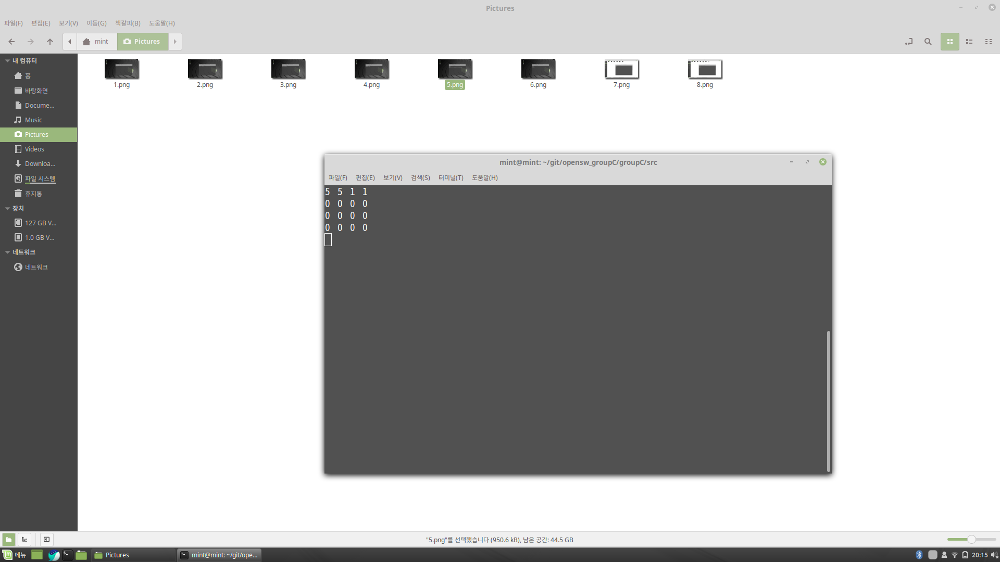 Pictures
파일(F) 편집(E) 보기(V) 이동(G) 책갈피(B) 도움말(H)
mint Pictures
내 컴퓨터
홈
바탕화면
Docume...
Music
Pictures
Videos
Downloa...
파일 시스템
휴지통
장치
127 GB V...
1.0 GB V...
네트워크
네트워크
1.png 2.png 3.png 4.png 5.png 6.png 7.png 8.png
mint@mint: ~/git/opensw_groupC/groupC/src
파일(F) 편집(E) 보기(V) 검색(S) 터미널(T) 도움말(H)
5 5 1 1
0 0 0 0
0 0 0 0
0 0 0 0
"5.png"를 선택했습니다 (950.6 kB), 남은 공간: 44.5 GB
메뉴 Pictures mint@mint: ~/git/ope... 20:15